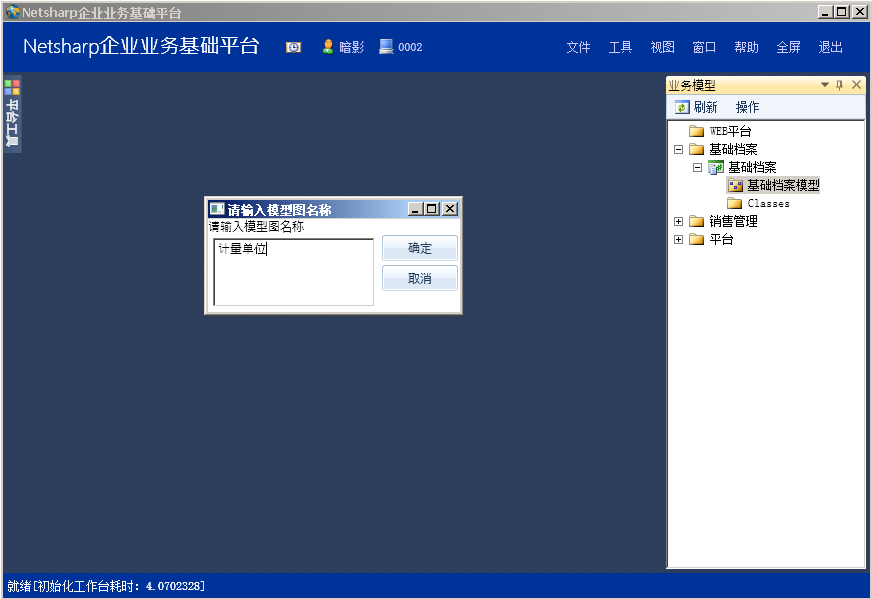 Netsharp企业业务基础平台
Netsharp企业业务基础平台 暗影 0002 文件 工具 视图 窗口 帮助 全屏 退出
平台工具
业务模型
刷新 操作
WEB平台
基础档案
基础档案
基础档案模型
Classes
销售管理
平台
请输入模型图名称
请输入模型图名称
计量单位
确定
取消
就绪[初始化工作台耗时: 4.0702328]